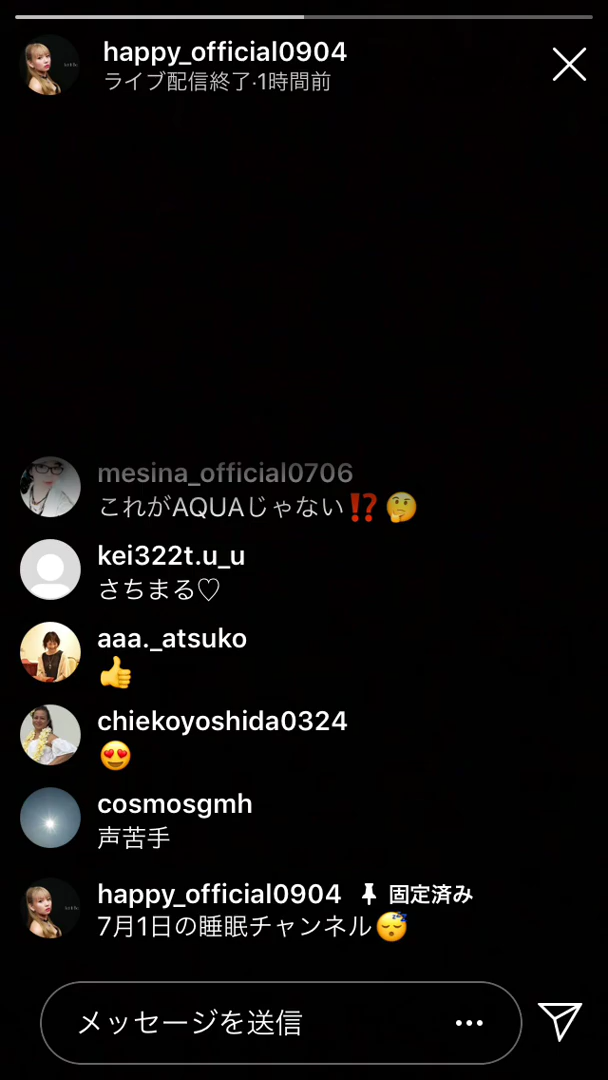 happy_official0904
ライブ配信終了·1時間前
mesina_official0706
これがAQUAじゃない⁉️🤔
kei322t.u_u
さちまる♡
aaa._atsuko
👍
chiekoyoshida0324
😍
cosmosgmh
声苦手
happy_official0904 📌 固定済み
7月1日の睡眠チャンネル😴
メッセージを送信